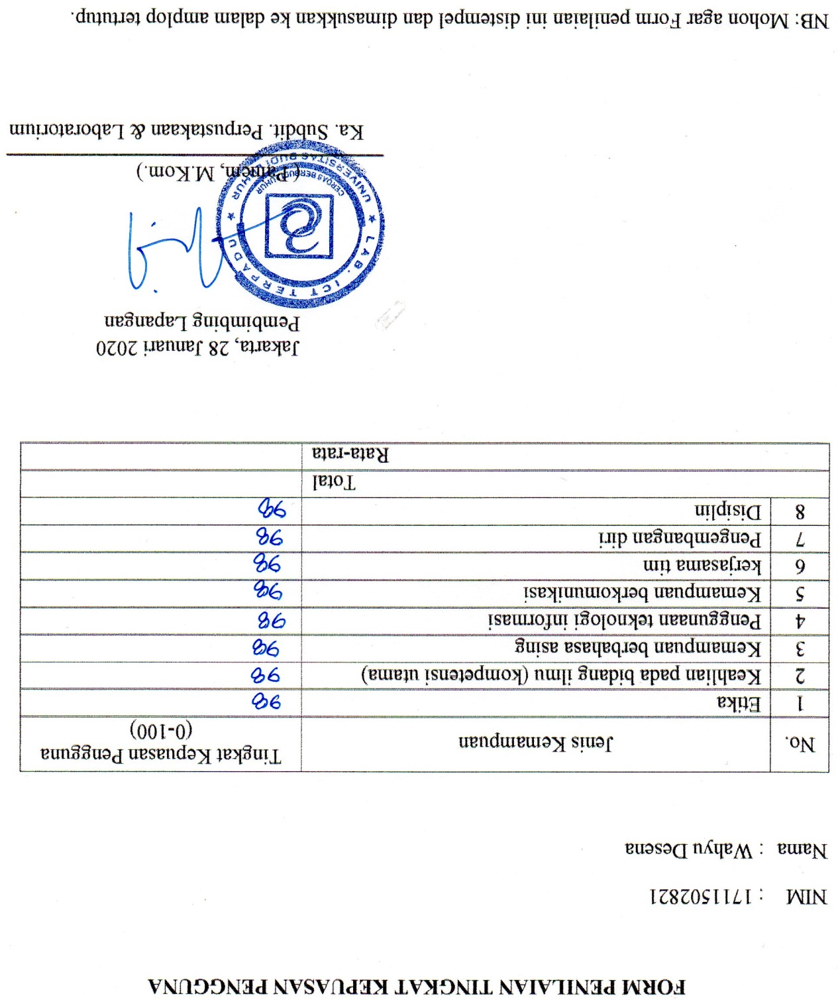 FORM PENILAIAN TINGKAT KEPUASAN PENGGUNA
NIM : 1711502821
Nama : Wahyu Desena
No. Jenis Kemampuan Tingkat Kepuasan Pengguna
(0-100)
1 Etika 98
2 Keahlian pada bidang ilmu (kompetensi utama) 98
3 Kemampuan berbahasa asing 98
4 Penggunaan teknologi informasi 98
5 Kemampuan berkomunikasi 98
6 kerjasama tim 98
7 Pengembangan diri 98
8 Disiplin 98
Total
Rata-rata
Jakarta, 28 Januari 2020
Pembimbing Lapangan
LAB. ICT TERPADU
UNIVERSITAS BUDI LUHUR
CERDAS BERBUDI LUHUR
( Painem, M.Kom.)
Ka. Subdit. Perpustakaan & Laboratorium
NB: Mohon agar Form penilaian ini distempel dan dimasukkan ke dalam amplop tertutup.